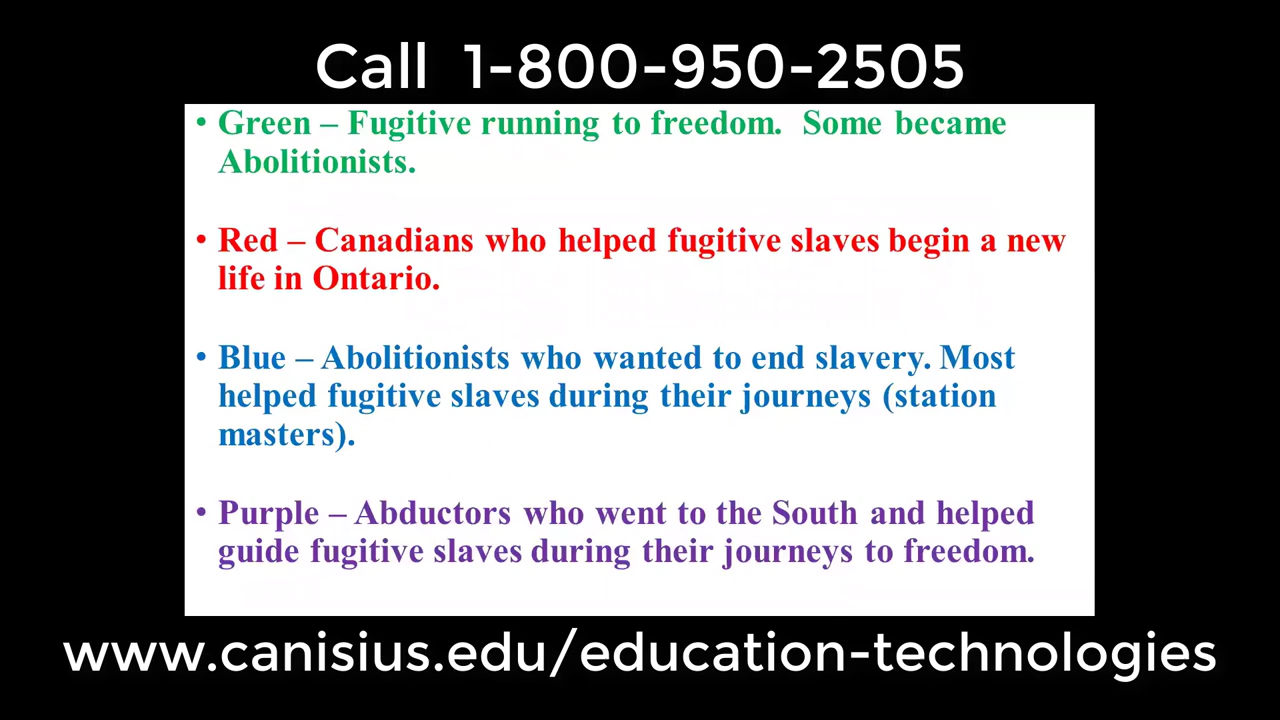 Call 1-800-950-2505
• Green – Fugitive running to freedom. Some became
Abolitionists.
• Red – Canadians who helped fugitive slaves begin a new
life in Ontario.
• Blue – Abolitionists who wanted to end slavery. Most
helped fugitive slaves during their journeys (station
masters).
• Purple – Abductors who went to the South and helped
guide fugitive slaves during their journeys to freedom.
www.canisius.edu/education-technologies